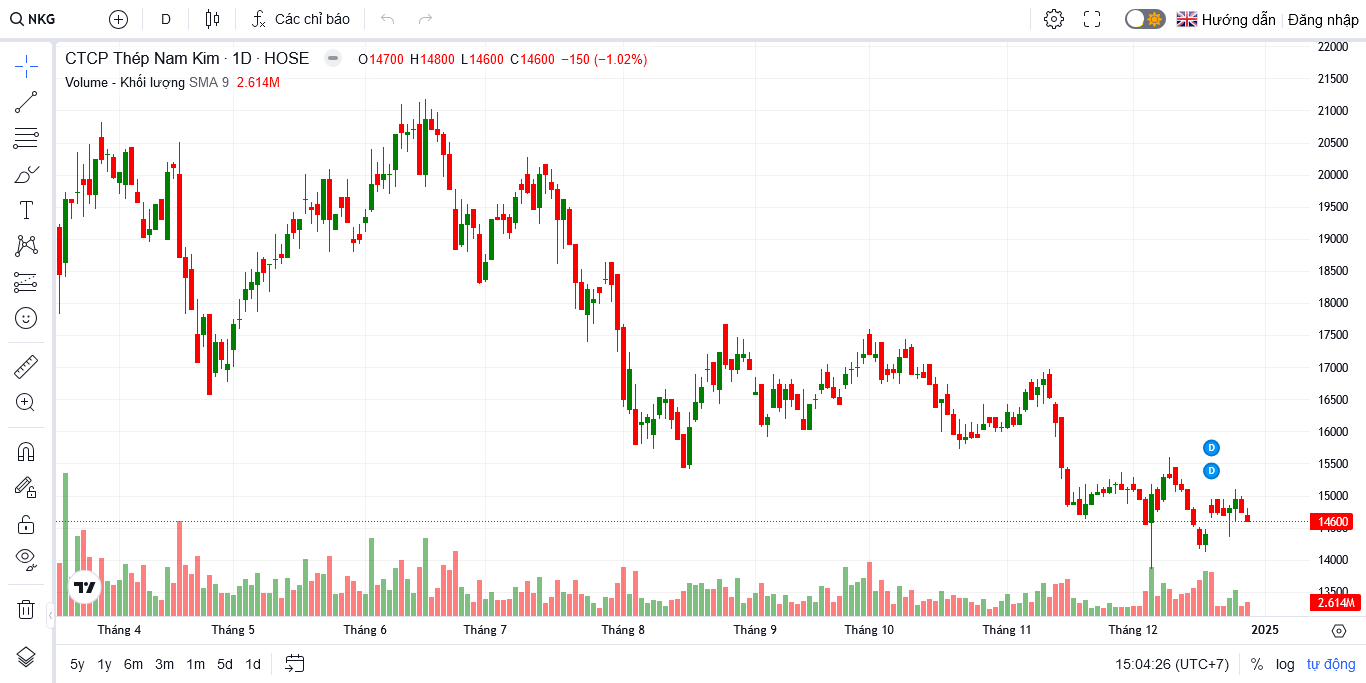 NKG D Các chỉ báo Hướng dẫn Đăng nhập
CTCP Thép Nam Kim · 1D · HOSE O14700 H14800 L14600 C14600 −150 (−1.02%)
Volume - Khối lượng SMA 9 2.614M
22000
21500
21000
20500
20000
19500
19000
18500
18000
17500
17000
16500
16000
15500
15000
14600
14000
13500
2.614M
D
D
Tháng 4 Tháng 5 Tháng 6 Tháng 7 Tháng 8 Tháng 9 Tháng 10 Tháng 11 Tháng 12 2025
5y 1y 6m 3m 1m 5d 1d 15:04:26 (UTC+7) % log tự động